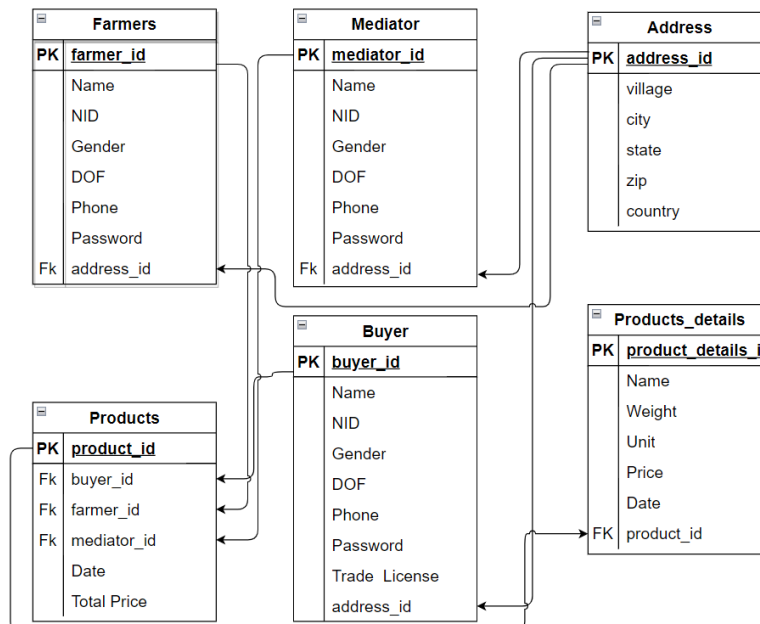 Farmers
PK farmer_id
Name
NID
Gender
DOF
Phone
Password
Fk address_id
Mediator
PK mediator_id
Name
NID
Gender
DOF
Phone
Password
Fk address_id
Address
PK address_id
village
city
state
zip
country
Products
PK product_id
Fk buyer_id
Fk farmer_id
Fk mediator_id
Date
Total Price
Buyer
PK buyer_id
Name
NID
Gender
DOF
Phone
Password
Trade License
address_id
Products_details
PK product_details_i
Name
Weight
Unit
Price
Date
FK product_id